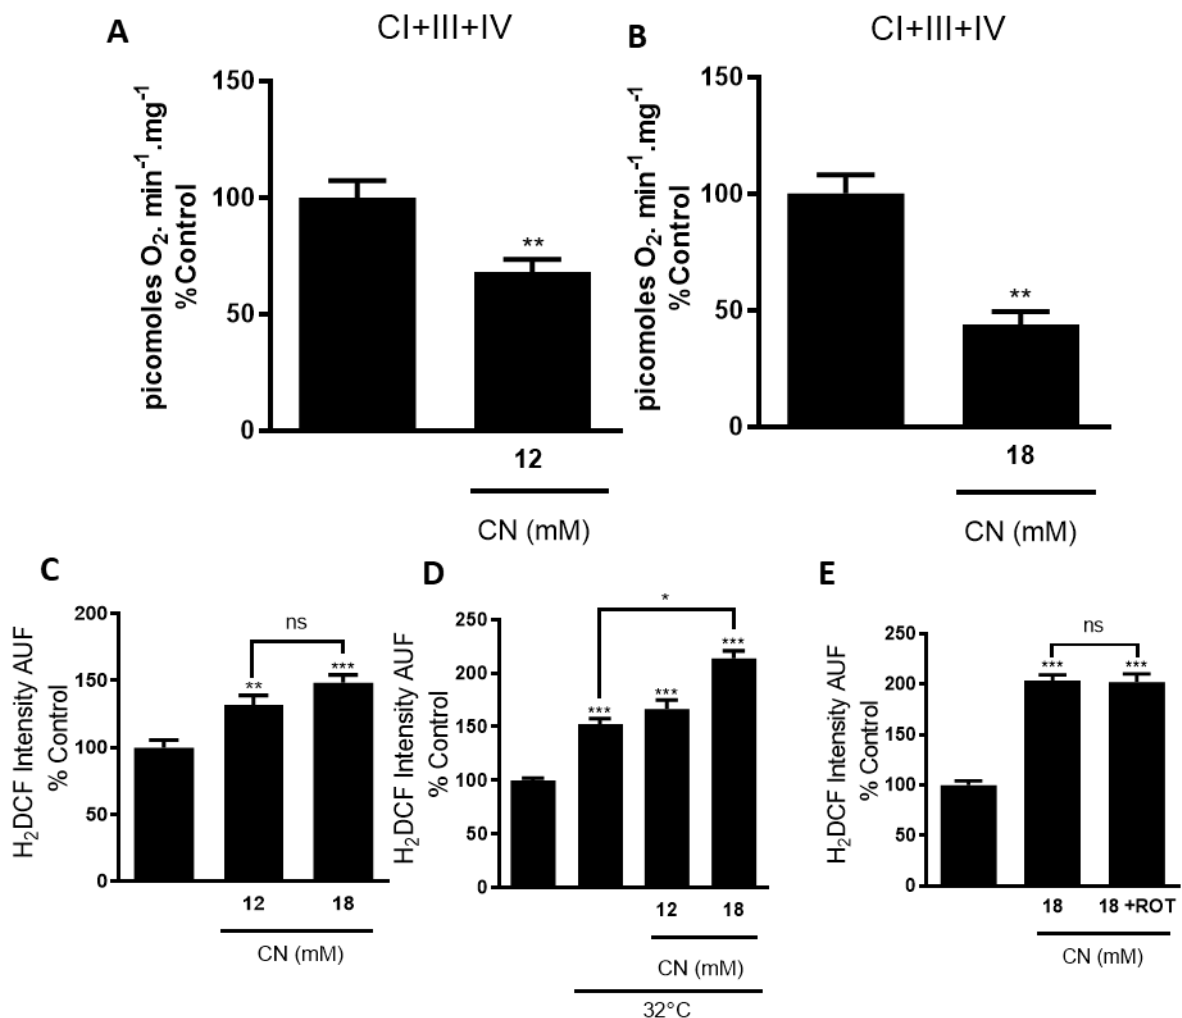 A
CI+III+IV
picomoles O₂. min⁻¹.mg⁻¹
%Control
150
100
50
0
**
12
CN (mM)
B
CI+III+IV
picomoles O₂. min⁻¹.mg⁻¹
%Control
150
100
50
0
**
18
CN (mM)
C
H₂DCF Intensity AUF
% Control
200
150
100
50
0
ns
**
***
12 18
CN (mM)
D
H₂DCF Intensity AUF
% Control
250
200
150
100
50
0
*
***
***
***
12 18
CN (mM)
32°C
E
H₂DCF Intensity AUF
% Control
250
200
150
100
50
0
ns
***
***
18 18 +ROT
CN (mM)